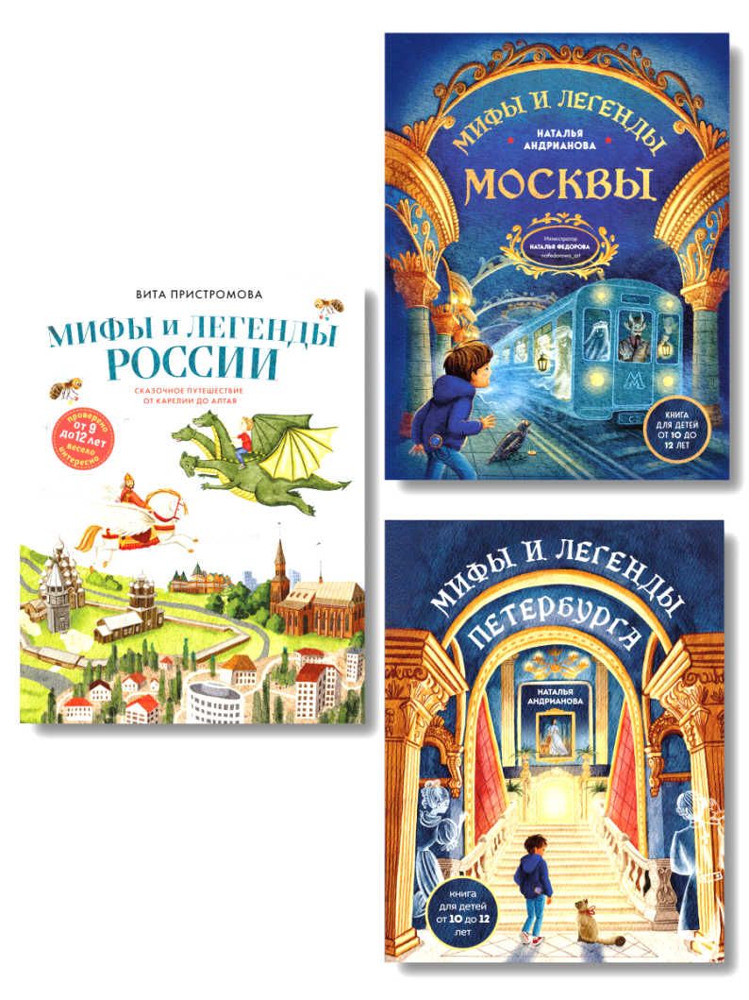 ВИТА ПРИСТРОМОВА
МИФЫ и ЛЕГЕНДЫ
РОССИИ
СКАЗОЧНОЕ ПУТЕШЕСТВИЕ
ОТ КАРЕЛИИ ДО АЛТАЯ
проверено
от 9
до 12 лет
весело
интересно
МИФЫ И ЛЕГЕНДЫ
НАТАЛЬЯ
АНДРИАНОВА
МОСКВЫ
Иллюстратор
НАТАЛЬЯ ФЕДОРОВА
naffedorowa_art
М
КНИГА
ДЛЯ ДЕТЕЙ
ОТ 10 ДО
12 ЛЕТ
МИФЫ И ЛЕГЕНДЫ
ПЕТЕРБУРГА
НАТАЛЬЯ
АНДРИАНОВА
книга
для детей
от 10 до 12
лет